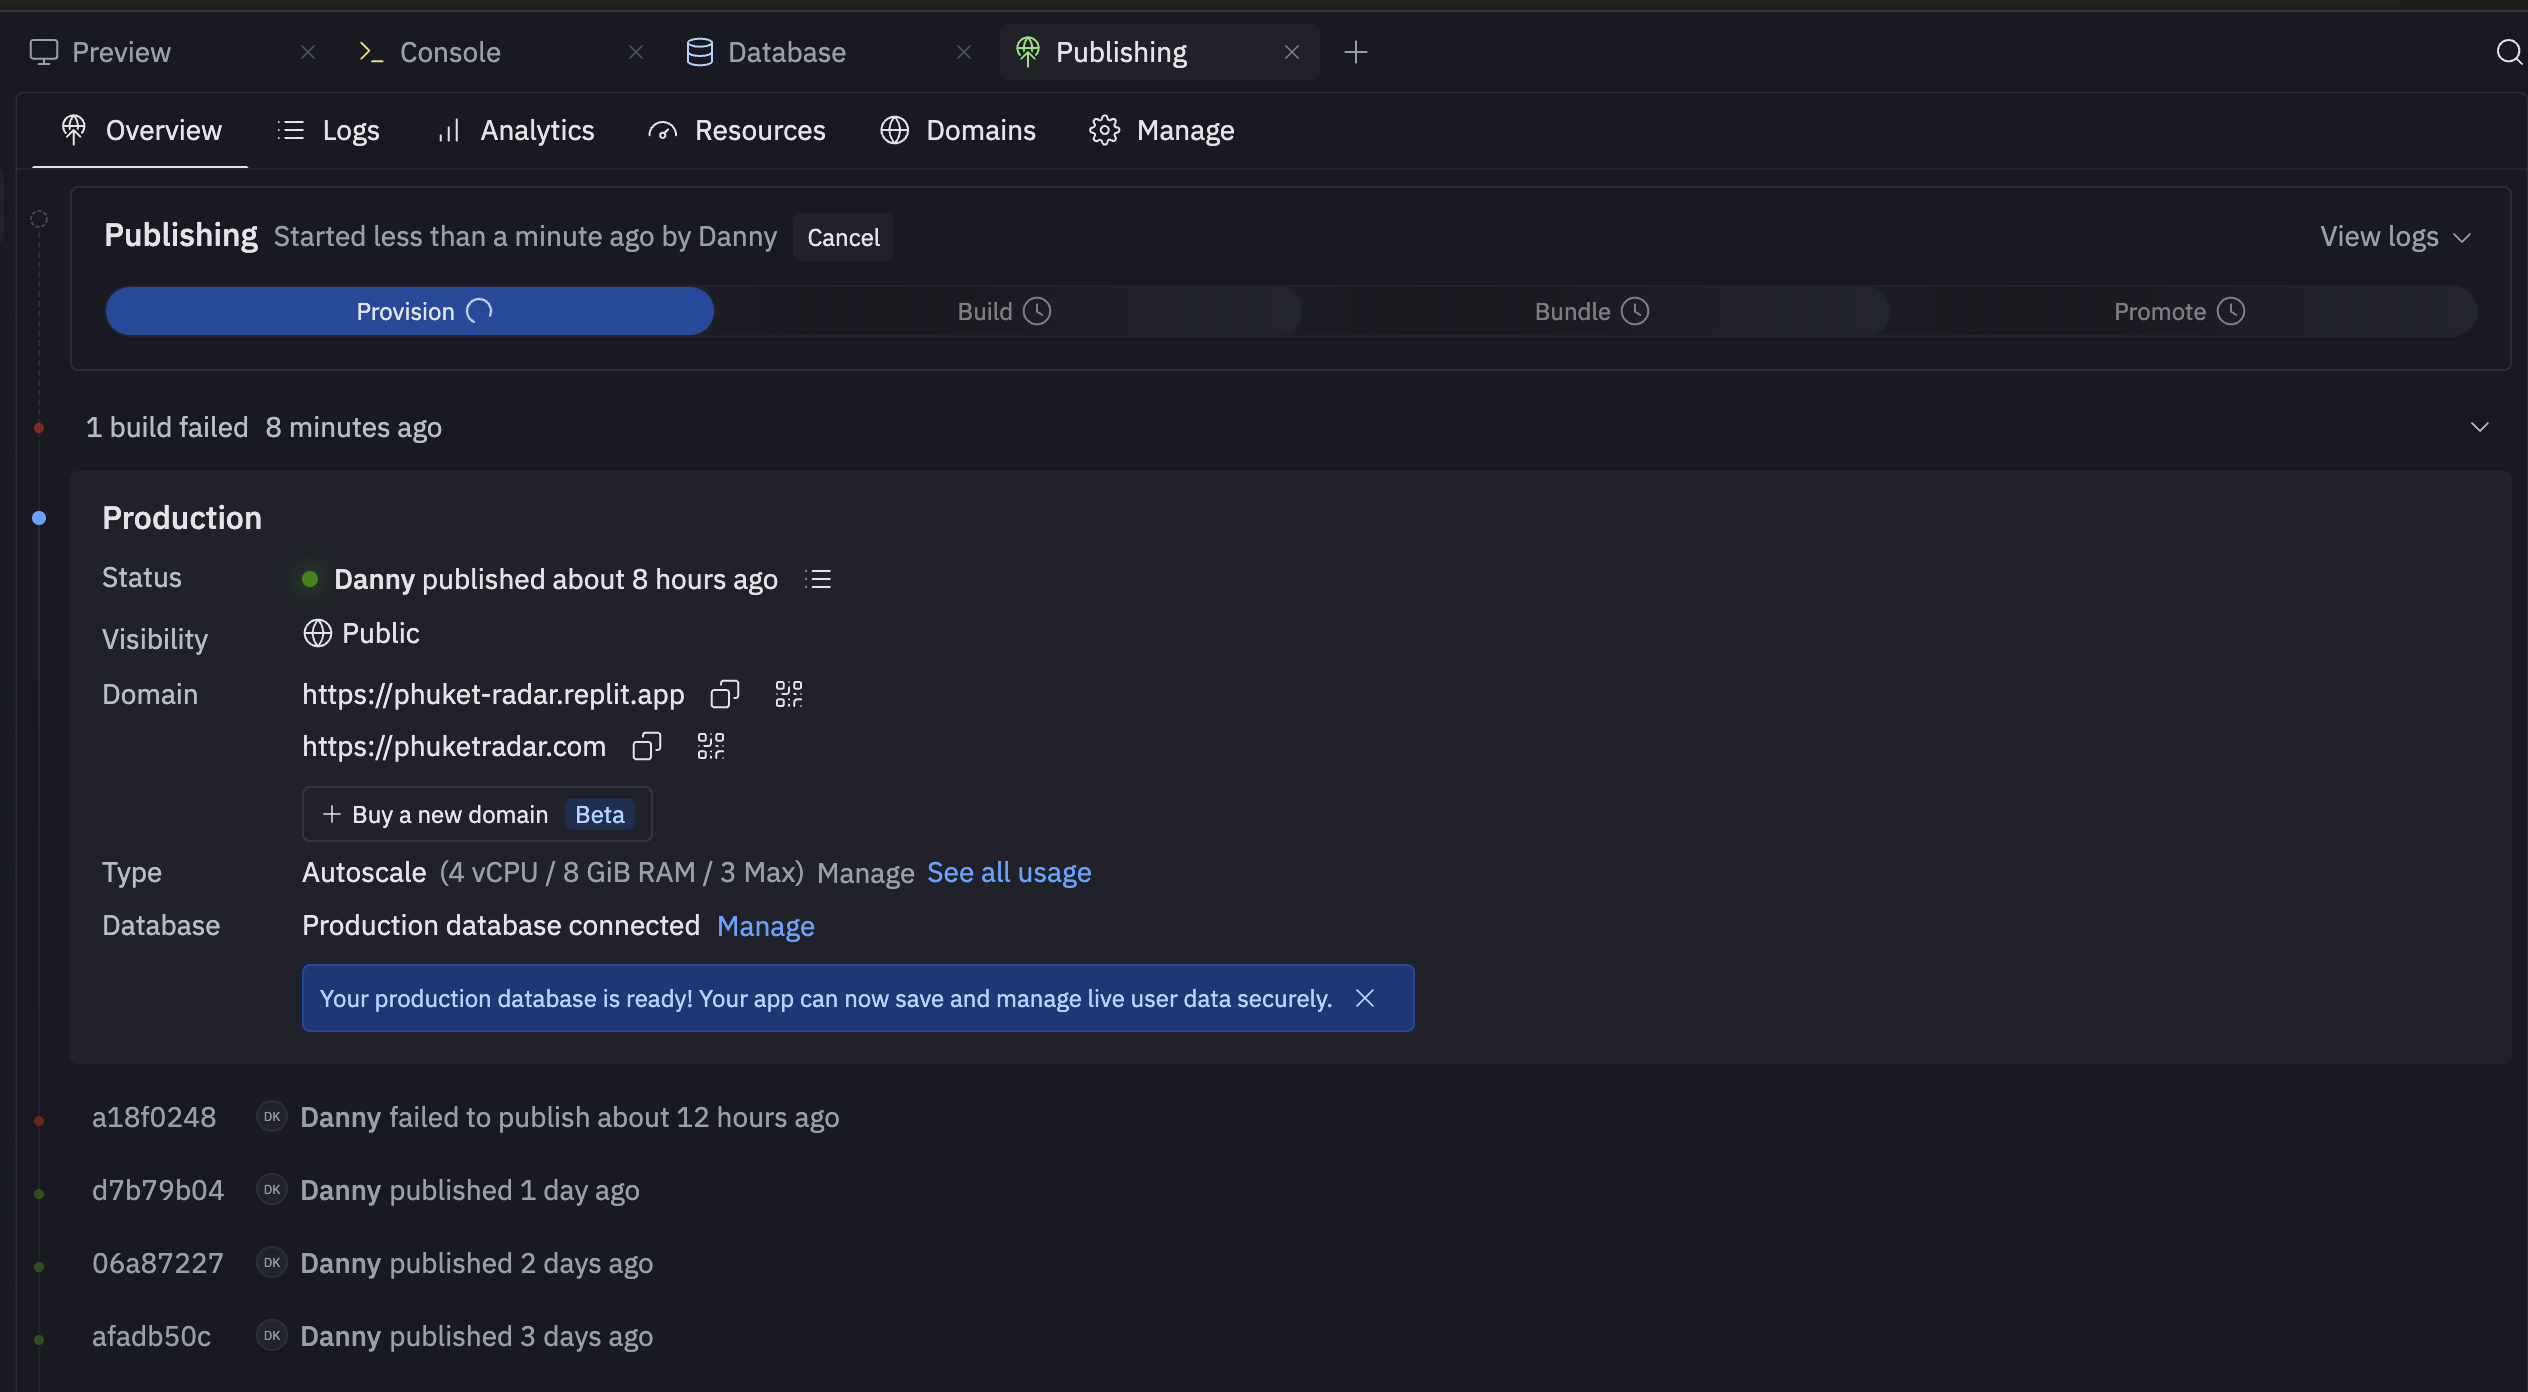 Preview Console Database Publishing
Overview Logs Analytics Resources Domains Manage
Publishing Started less than a minute ago by Danny Cancel View logs
Provision Build Bundle Promote
1 build failed 8 minutes ago
Production
Status Danny published about 8 hours ago
Visibility Public
Domain https://phuket-radar.replit.app
https://phuketradar.com
+ Buy a new domain Beta
Type Autoscale (4 vCPU / 8 GiB RAM / 3 Max) Manage See all usage
Database Production database connected Manage
Your production database is ready! Your app can now save and manage live user data securely.
a18f0248 DK Danny failed to publish about 12 hours ago
d7b79b04 DK Danny published 1 day ago
06a87227 DK Danny published 2 days ago
afadb50c DK Danny published 3 days ago